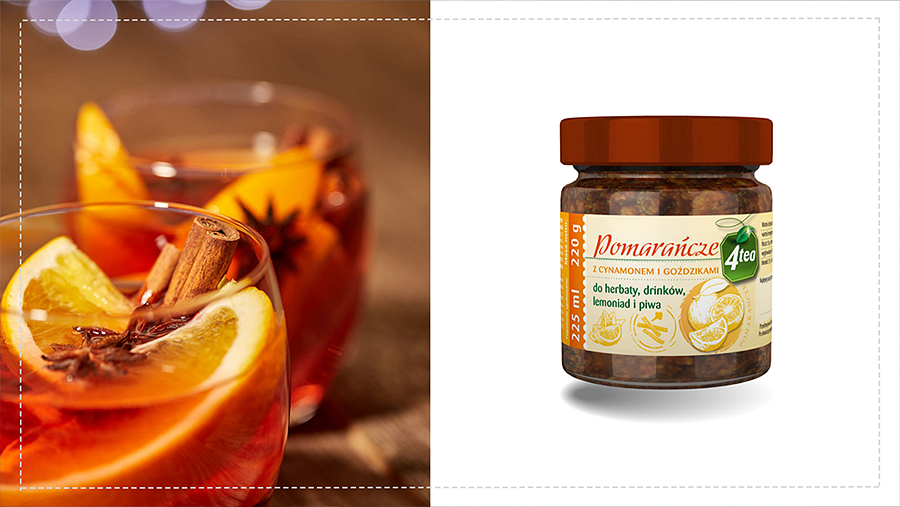 Pomarańcze
Z CYNAMONEM I GOŹDZIKAMI
4tea
do herbaty, drinków,
lemoniad i piwa
225 ml 220 g